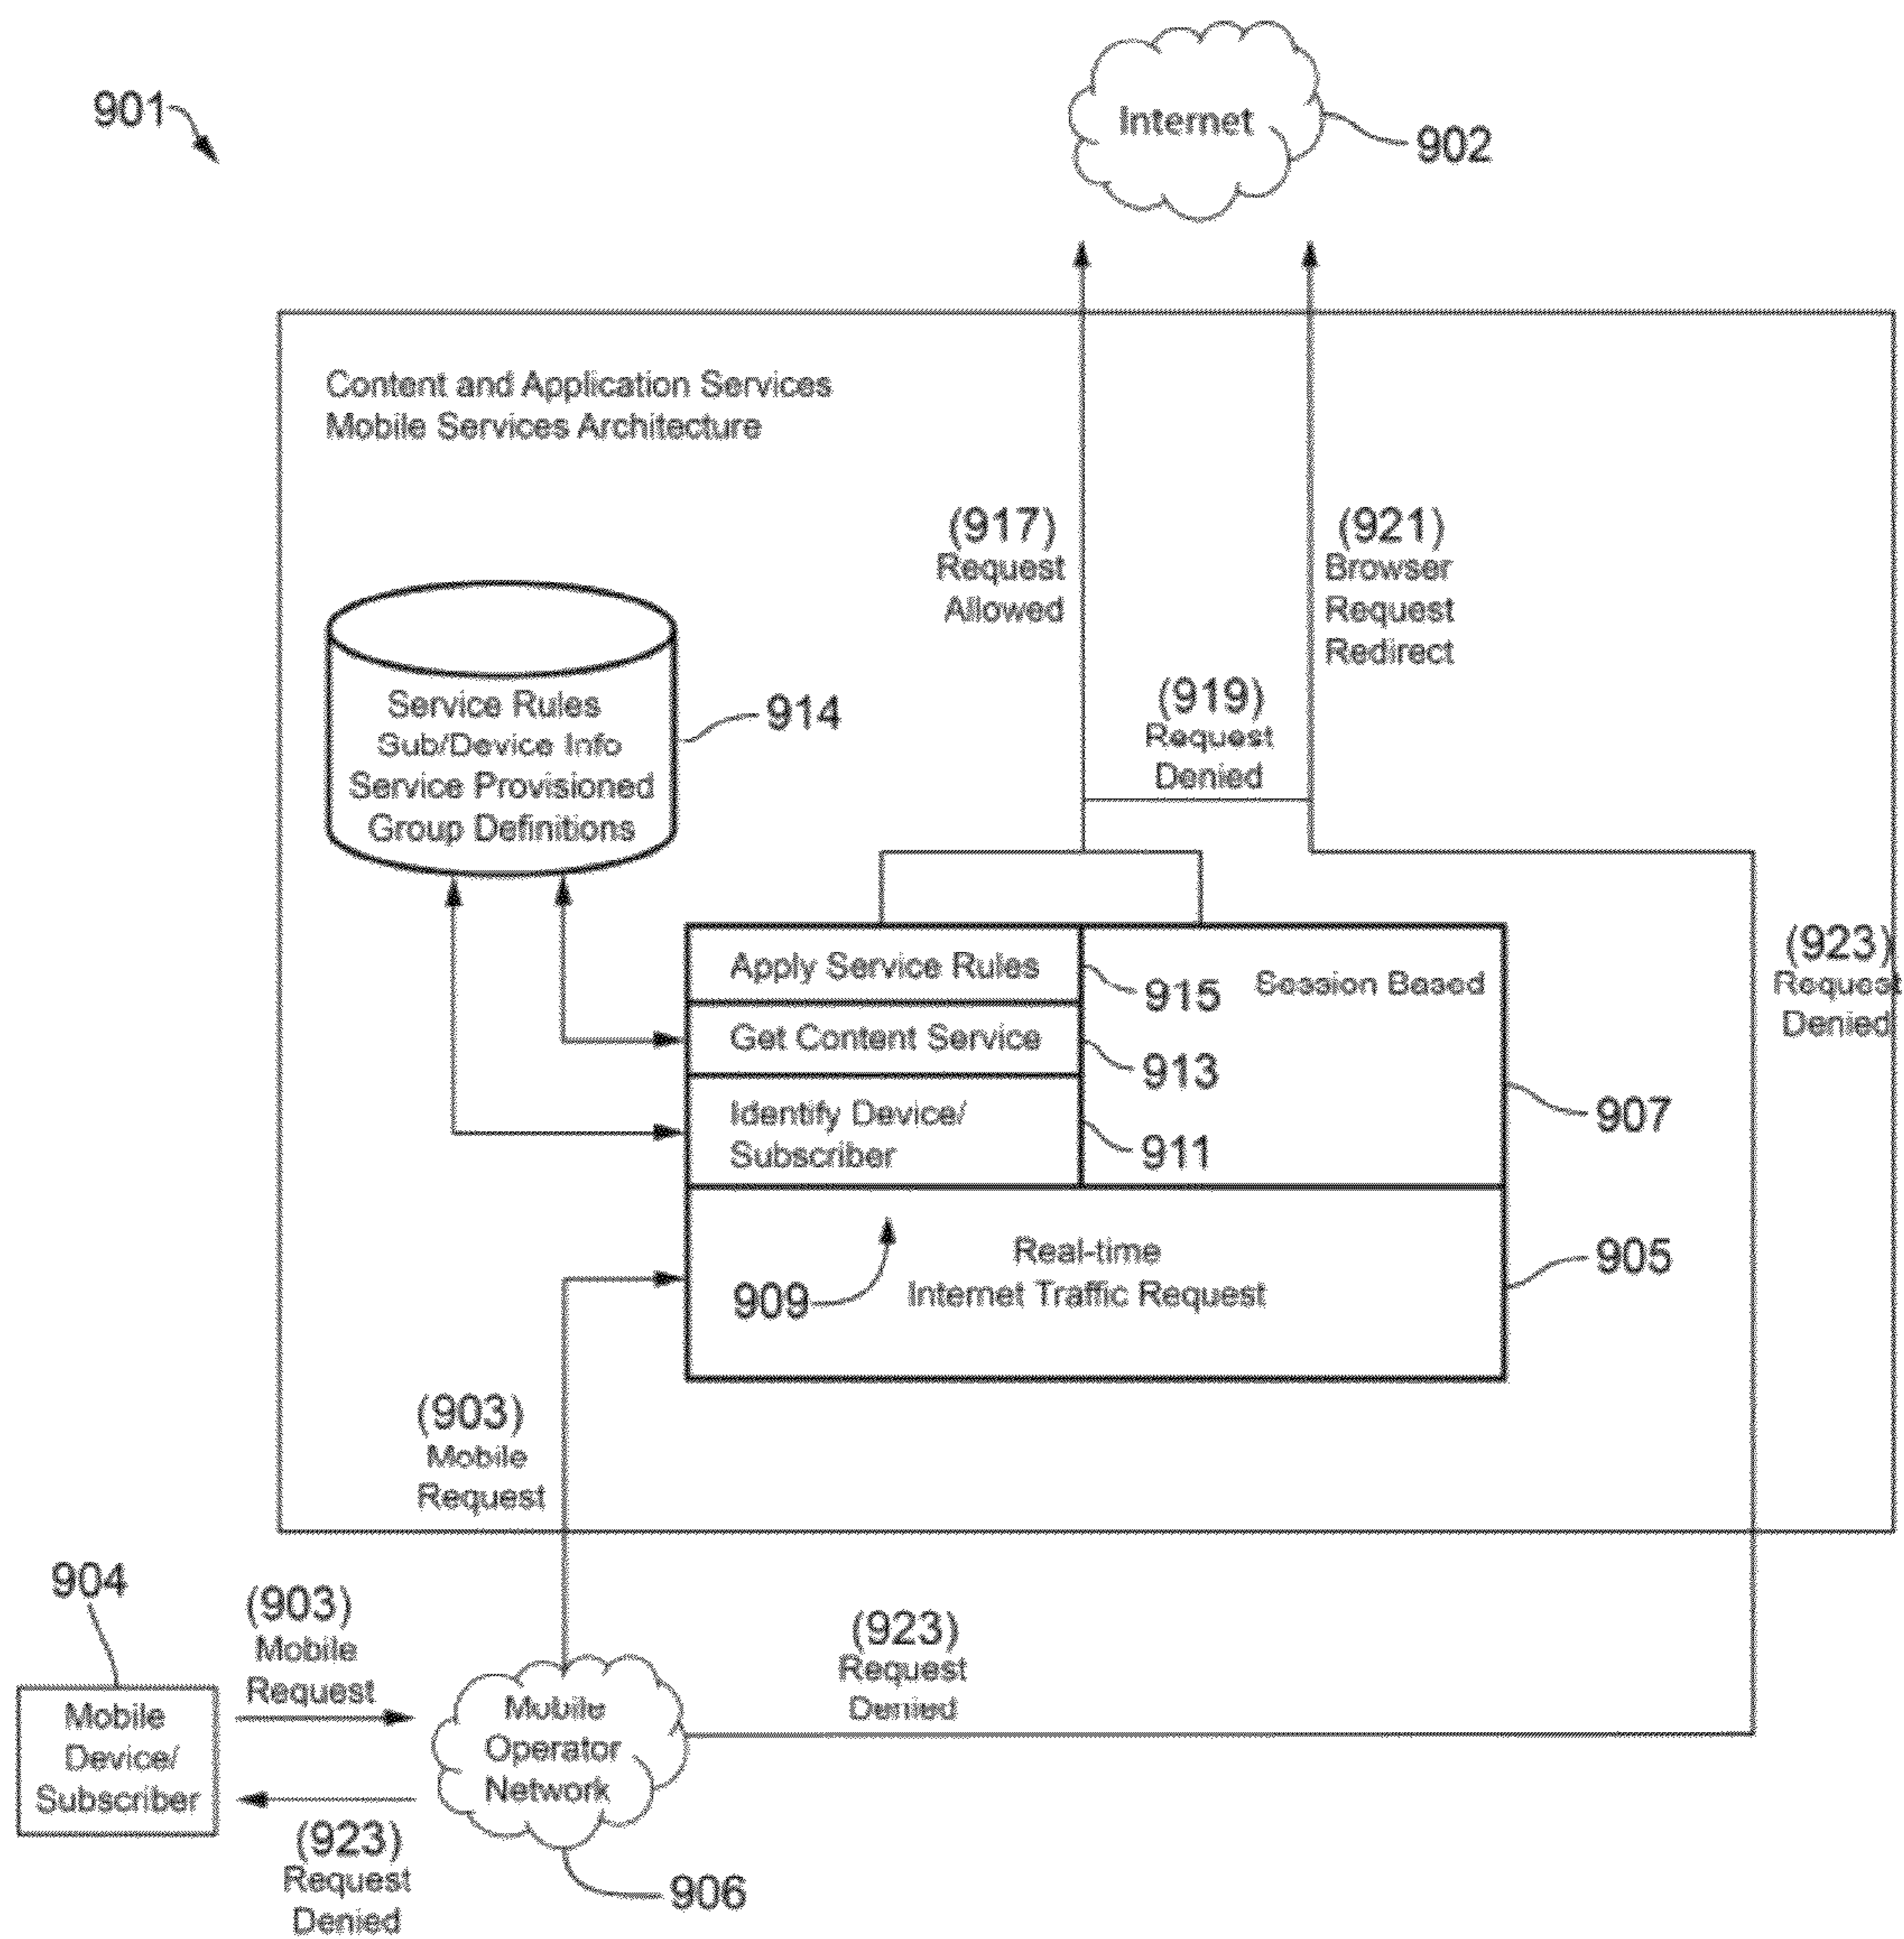 901
Internet
902
Content and Application Services
Mobile Services Architecture
(917)
Request
Allowed
(921)
Browser
Request
Redirect
(919)
Request
Denied
Service Rules
Sub/Device Info
Service Provisioned
Group Definitions
914
Apply Service Rules
915
Session Based
(923)
Request
Denied
Get Content Service
913
907
Identify Device/
Subscriber
911
Real-time
Internet Traffic Request
905
909
(903)
Mobile
Request
904
(903)
Mobile
Request
Mobile
Device/
Subscriber
(923)
Request
Denied
Mobile
Operator
Network
906
(923)
Request
Denied